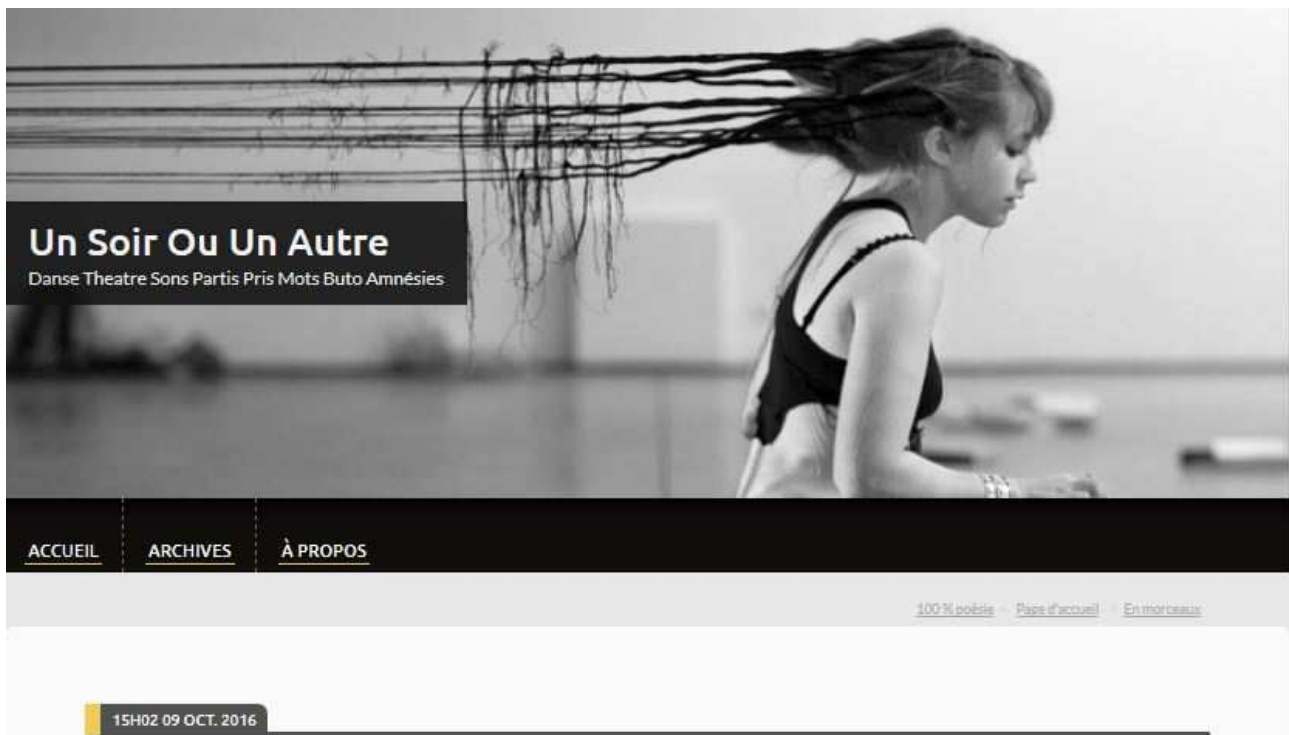 Un Soir Ou Un Autre
Danse Theatre Sons Partis Pris Mots Buto Amnésies
ACCUEIL ARCHIVES À PROPOS
100 % poésie Page d'accueil En morceaux
15H02 09 OCT. 2016